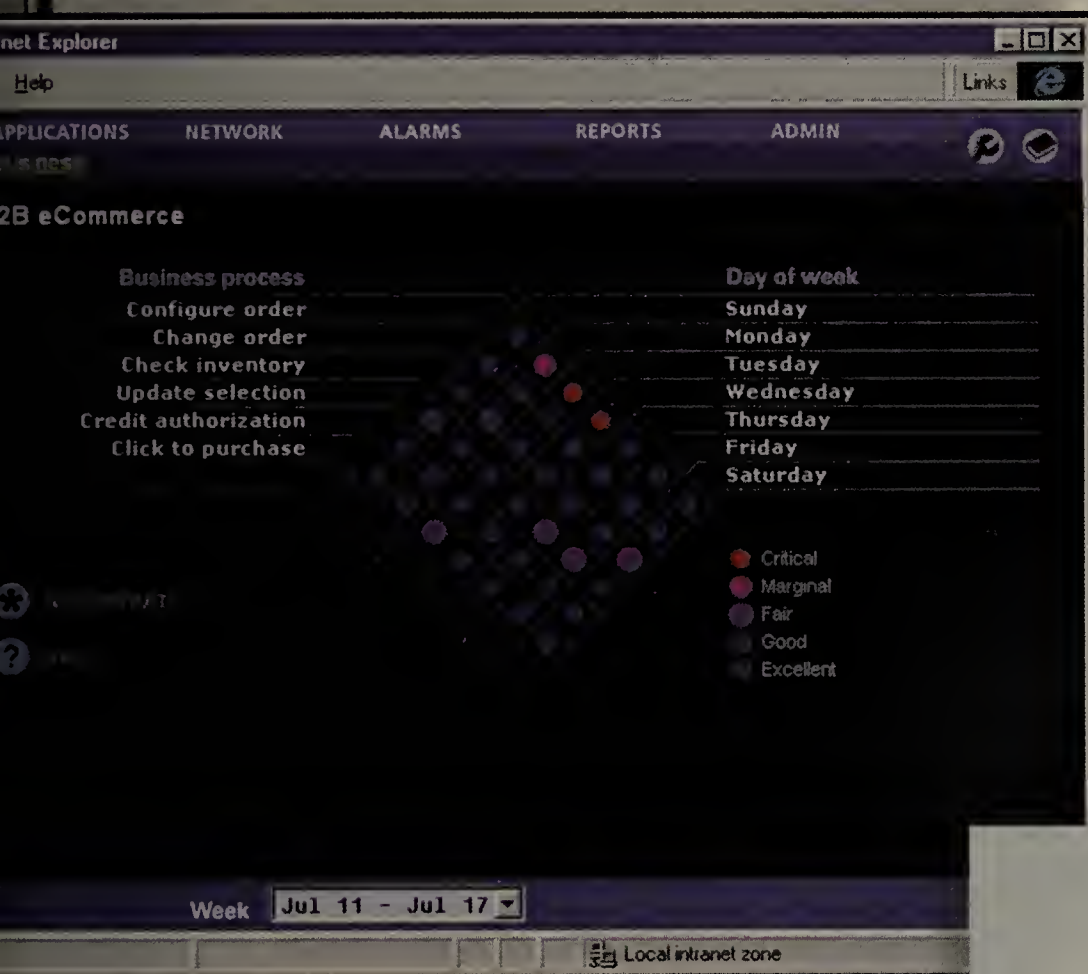 net Explorer
Help
Links
APPLICATIONS NETWORK ALARMS REPORTS ADMIN
2B eCommerce
Business process
Configure order
Change order
Check inventory
Update selection
Credit authorization
Click to purchase
Day of week
Sunday
Monday
Tuesday
Wednesday
Thursday
Friday
Saturday
Critical
Marginal
Fair
Good
Excellent
?
Week Jul 11 - Jul 17
Local intranet zone